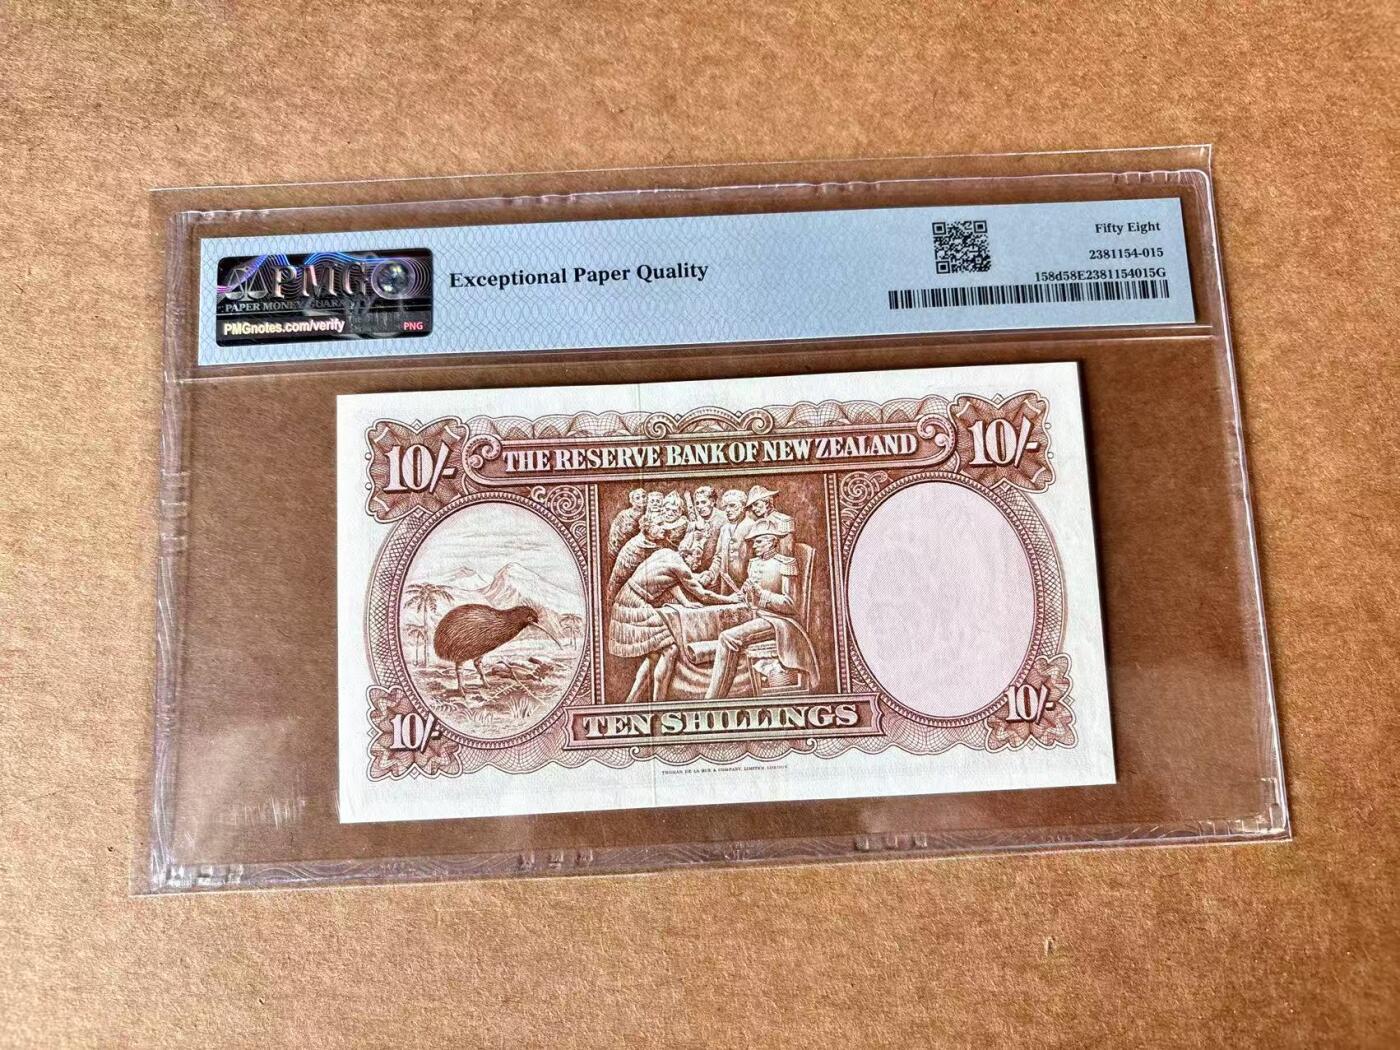 PMG
PAPER MONEY GUARANTY
PMGnotes.com/verify
PNG
Exceptional Paper Quality
Fifty Eight
2381154-015
158d58E2381154015G
10/-
THE RESERVE BANK OF NEW ZEALAND
10/-
10/-
TEN SHILLINGS
10/-
THOMAS DE LA RUE & COMPANY, LIMITED, LONDON